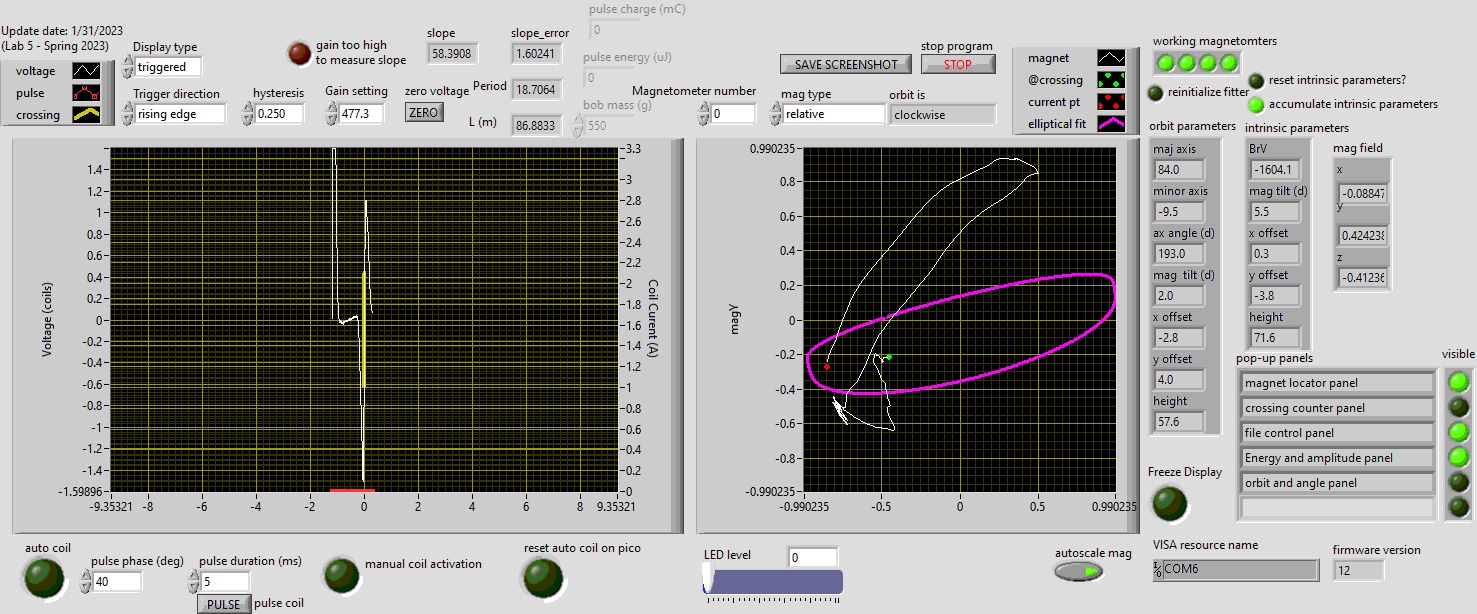 Update date: 1/31/2023
(Lab 5 - Spring 2023)
voltage
pulse
crossing
Display type
triggered
Trigger direction
rising edge
hysteresis
0.250
gain too high
to measure slope
Gain setting
477.3
slope
58.3908
zero voltage
ZERO
slope_error
1.60241
Period
18.7064
L (m)
86.8833
pulse charge (mC)
0
pulse energy (uJ)
0
bob mass (g)
550
Magnetometer number
0
SAVE SCREENSHOT
stop program
STOP
mag type
relative
orbit is
clockwise
magnet
@crossing
current pt
elliptical fit
working magnetomters
reset intrinsic parameters?
reinitialize fitter
accumulate intrinsic parameters
orbit parameters
maj axis
84.0
minor axis
-9.5
ax angle (d)
193.0
mag tilt (d)
2.0
x offset
-2.8
y offset
4.0
height
57.6
intrinsic parameters
BrV
-1604.1
mag tilt (d)
5.5
x offset
0.3
y offset
-3.8
height
71.6
mag field
x
-0.08847
y
0.424238
z
-0.41236
Voltage (coils)
1.4
1
0.8
0.6
0.4
0.2
0
-0.2
-0.4
-0.6
-0.8
-1
-1.2
-1.4
-1.59896
-9.35321
-8
-6
-4
-2
0
2
4
6
8
9.35321
3.3
3
2.8
2.6
2.4
2.2
2
1.8
1.6
1.4
1.2
1
0.8
0.6
0.4
0.2
0
Coil Curent (A)
magy
0.990235
0.8
0.6
0.4
0.2
0
-0.2
-0.4
-0.6
-0.8
-0.990235
-0.990235
-0.5
0
0.5
0.990235
pop-up panels
visible
magnet locator panel
crossing counter panel
file control panel
Energy and amplitude panel
orbit and angle panel
Freeze Display
auto coil
pulse phase (deg)
40
pulse duration (ms)
5
PULSE
pulse coil
manual coil activation
reset auto coil on pico
LED level
0
autoscale mag
VISA resource name
COM6
firmware version
12